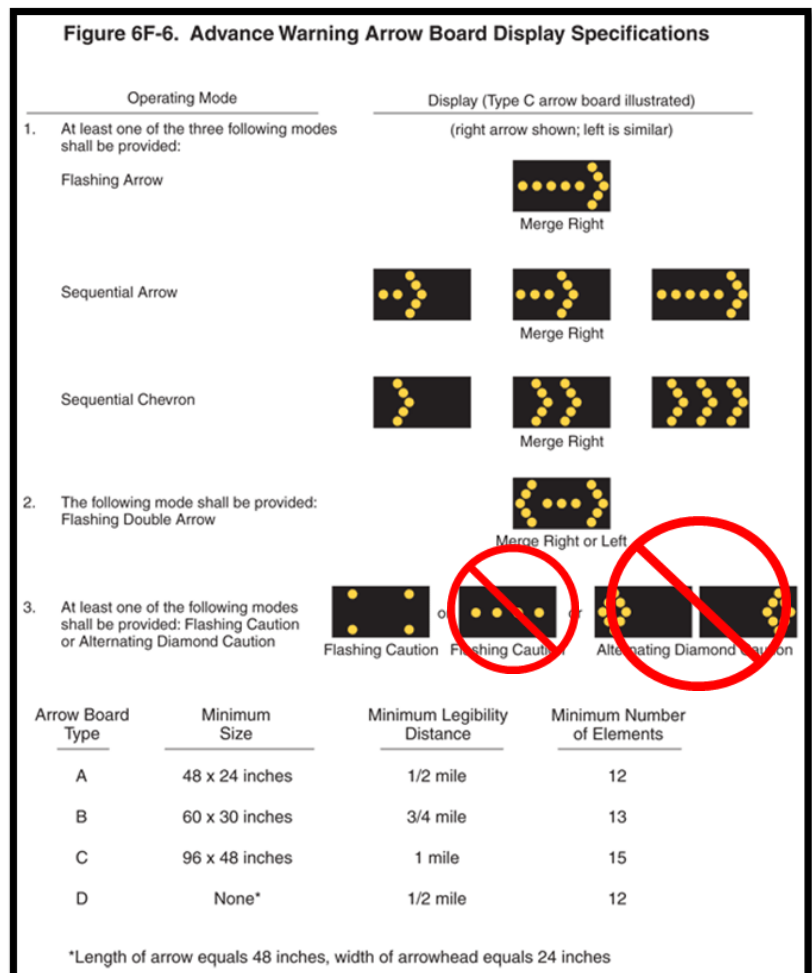 Figure 6F-6. Advance Warning Arrow Board Display Specifications
Operating Mode
Display (Type C arrow board illustrated)
1. At least one of the three following modes
shall be provided:
(right arrow shown; left is similar)
Flashing Arrow
Merge Right
Sequential Arrow
Merge Right
Sequential Chevron
Merge Right
2. The following mode shall be provided:
Flashing Double Arrow
Merge Right or Left
3. At least one of the following modes
shall be provided: Flashing Caution
or Alternating Diamond Caution
or
or
Flashing Caution
Flashing Caution
Alternating Diamond Caution
Arrow Board Type
Minimum Size
Minimum Legibility Distance
Minimum Number of Elements
A 48 x 24 inches 1/2 mile 12
B 60 x 30 inches 3/4 mile 13
C 96 x 48 inches 1 mile 15
D None* 1/2 mile 12
*Length of arrow equals 48 inches, width of arrowhead equals 24 inches